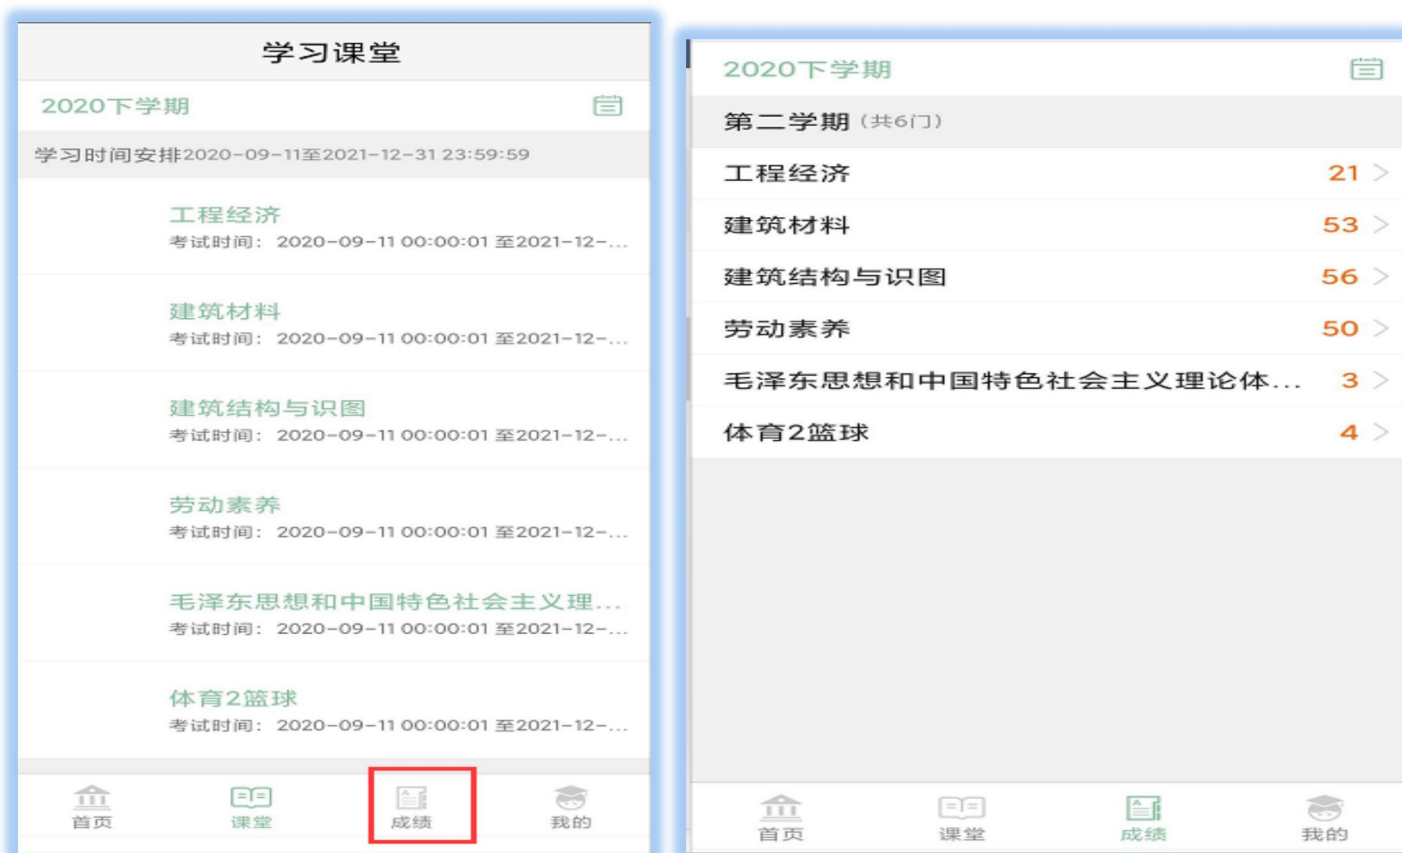 学习课堂
2020下学期
学习时间安排2020-09-11至2021-12-31 23:59:59
工程经济
考试时间： 2020-09-11 00:00:01 至2021-12-...
建筑材料
考试时间： 2020-09-11 00:00:01 至2021-12-...
建筑结构与识图
考试时间： 2020-09-11 00:00:01 至2021-12-...
劳动素养
考试时间： 2020-09-11 00:00:01 至2021-12-...
毛泽东思想和中国特色社会主义理...
考试时间： 2020-09-11 00:00:01 至2021-12-...
体育2篮球
考试时间： 2020-09-11 00:00:01 至2021-12-...
首页 课堂 成绩 我的
2020下学期
第二学期（共6门）
工程经济 21
建筑材料 53
建筑结构与识图 56
劳动素养 50
毛泽东思想和中国特色社会主义理论体... 3
体育2篮球 4
首页 课堂 成绩 我的